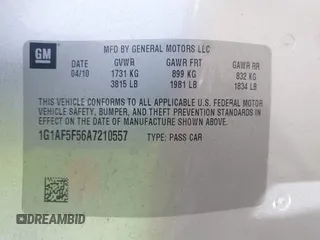 GM
MFD BY GENERAL MOTORS LLC
DATE GVWR GAWR FRT GAWR RR
04/10 1731 KG 899 KG 832 KG
3815 LB 1981 LB 1834 LB
THIS VEHICLE CONFORMS TO ALL APPLICABLE U.S. FEDERAL MOTOR
VEHICLE SAFETY, BUMPER, AND THEFT PREVENTION STANDARDS
IN EFFECT ON THE DATE OF MANUFACTURE SHOWN ABOVE.
1G1AF5F56A7210557 TYPE: PASS CAR
DREAMBID